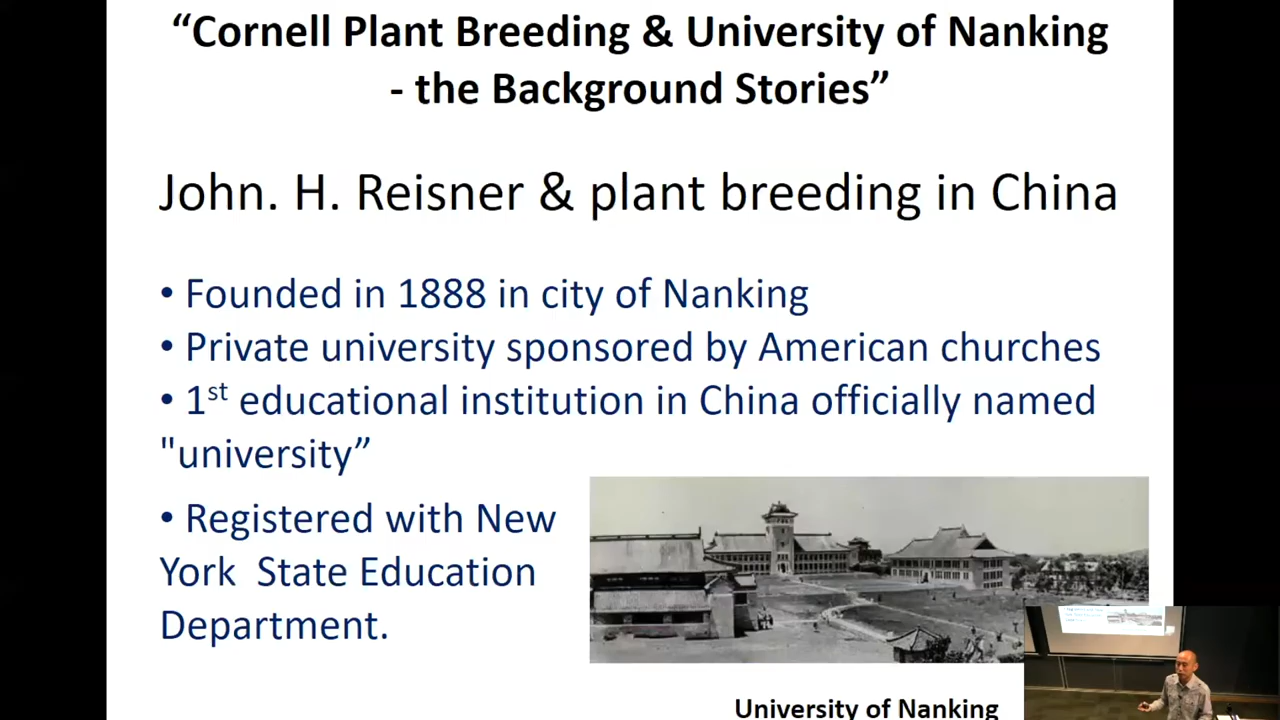 “Cornell Plant Breeding & University of Nanking
- the Background Stories”
John. H. Reisner & plant breeding in China
• Founded in 1888 in city of Nanking
• Private university sponsored by American churches
• 1st educational institution in China officially named
"university”
• Registered with New
York State Education
Department.
University of Nanking